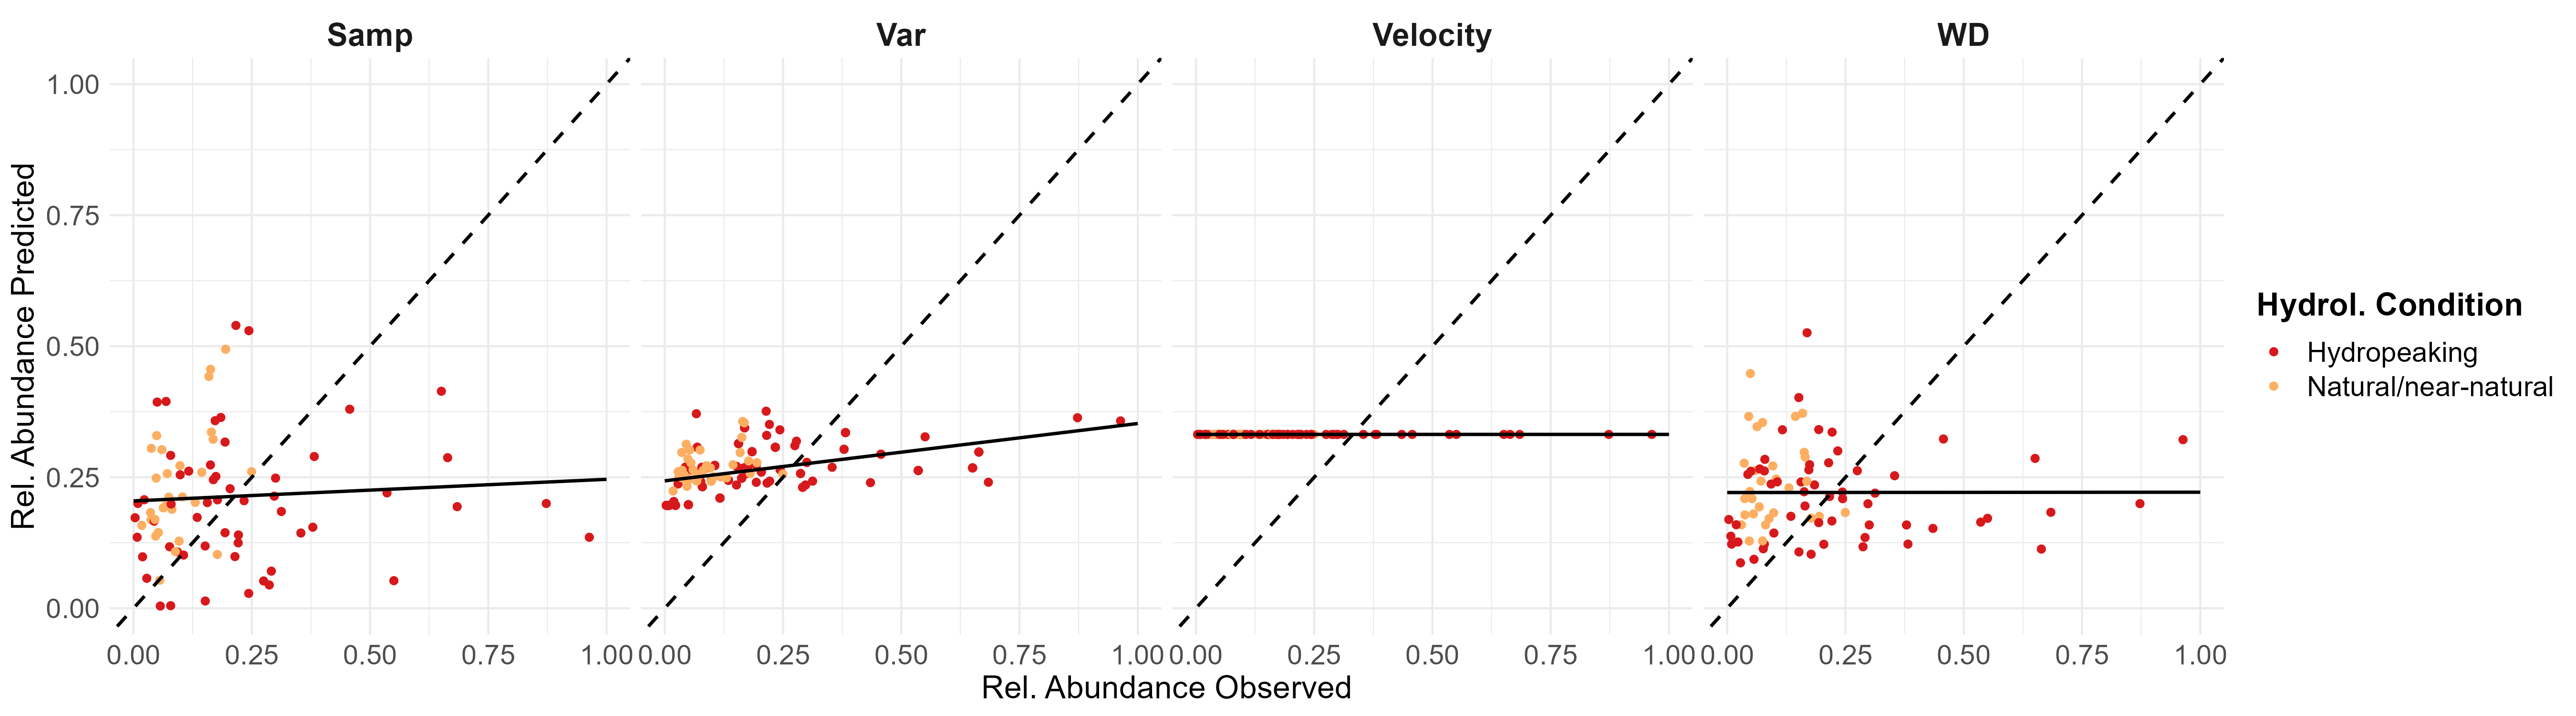 Samp Var Velocity WD
Rel. Abundance Predicted
1.00
0.75
0.50
0.25
0.00
0.00 0.25 0.50 0.75 1.00 0.00 0.25 0.50 0.75 1.00 0.00 0.25 0.50 0.75 1.00 0.00 0.25 0.50 0.75 1.00
Rel. Abundance Observed
Hydrol. Condition
Hydropeaking
Natural/near-natural